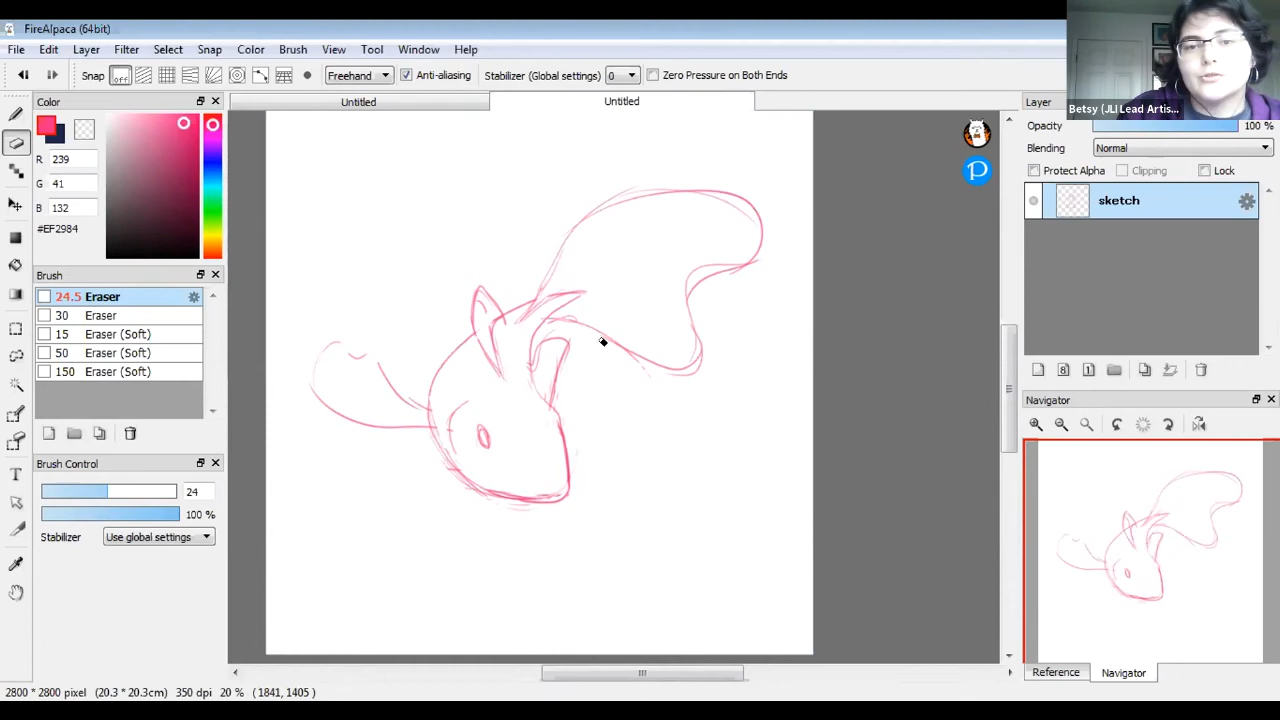 FireAlpaca (64bit)
File Edit Layer Filter Select Snap Color Brush View Tool Window Help
Snap off Freehand Anti-aliasing Stabilizer (Global settings) 0 Zero Pressure on Both Ends
Color
Untitled
Untitled
Layer
Betsy (JLI Lead Artis...
Opacity 100 %
Blending Normal
Protect Alpha Clipping Lock
sketch
R 239
G 41
B 132
#EF2984
Brush
24.5 Eraser
30 Eraser
15 Eraser (Soft)
50 Eraser (Soft)
150 Eraser (Soft)
8 1
Navigator
T
Brush Control
24
100 %
Stabilizer Use global settings
Reference Navigator
2800 * 2800 pixel (20.3 * 20.3cm) 350 dpi 20 % (1841, 1405 )